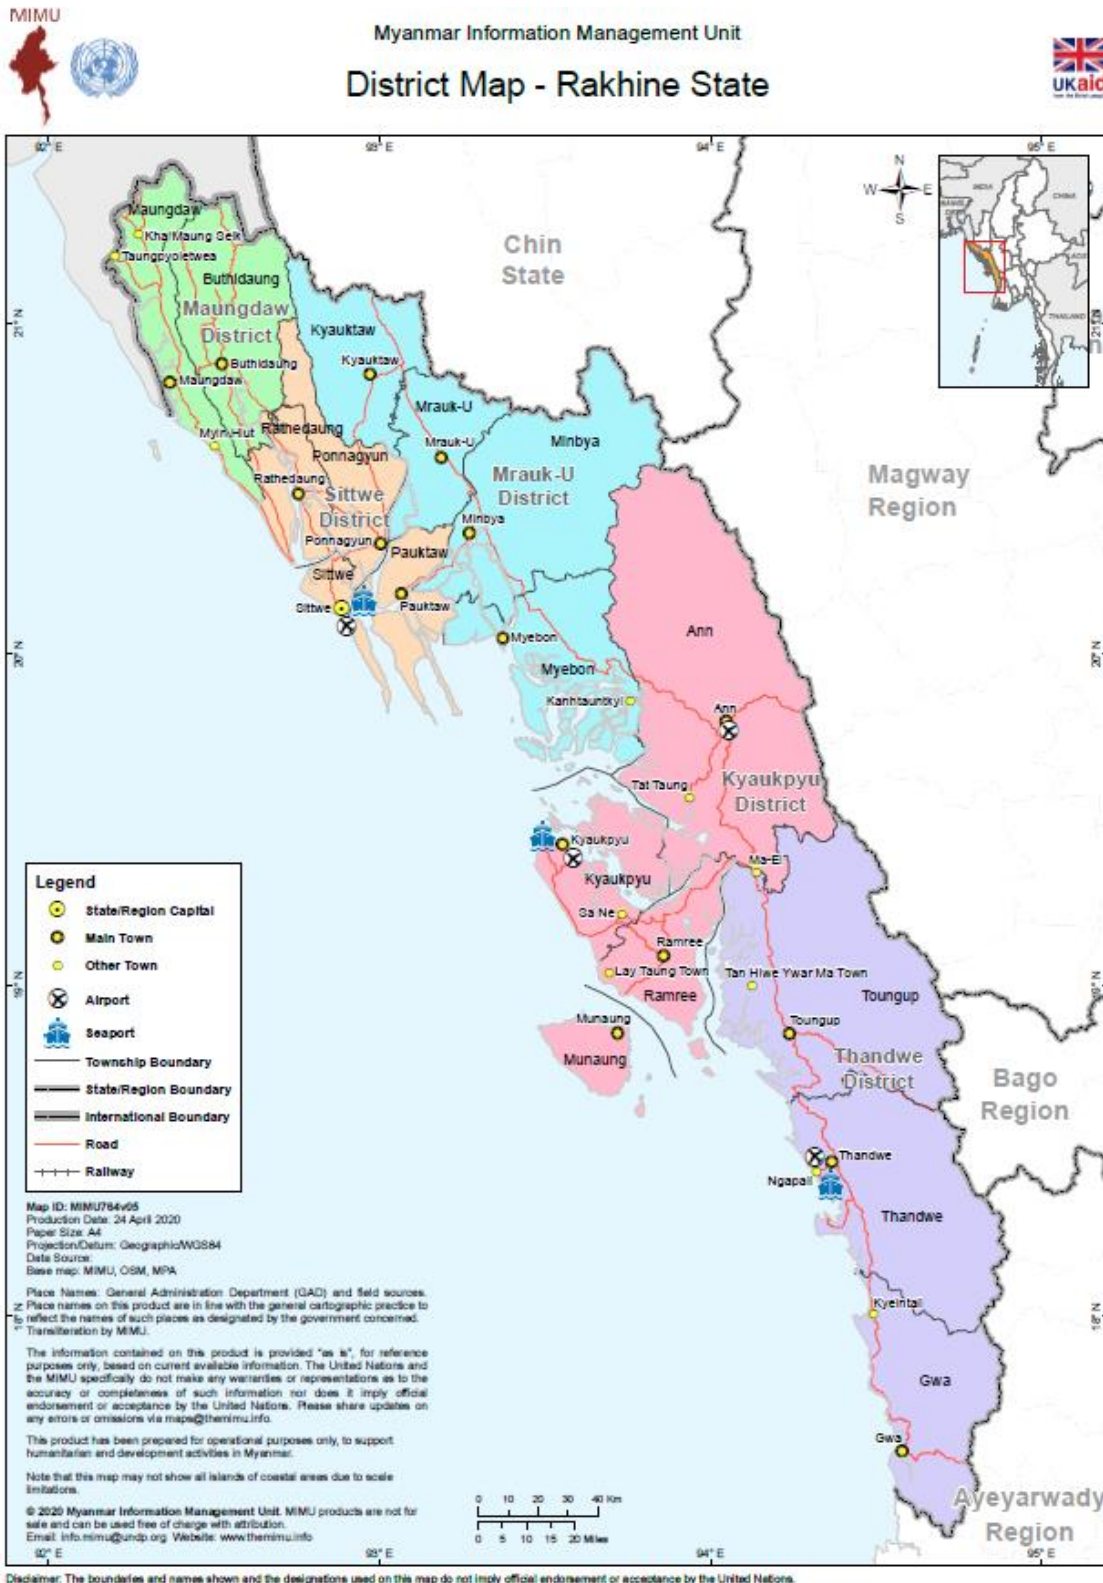 MIMU
Myanmar Information Management Unit
District Map - Rakhine State
UKaid
from the British people
92° E
93° E
94° E
95° E
N
W
E
S
INDIA
CHINA
THAILAND
Chin
State
Maungdaw
Kha Maung Seik
Taungpyoletwea
Buthidaung
Maungdaw
District
Kyauktaw
21° N
Kyauktaw
Buthidaung
Maungdaw
Mrauk-U
Myin Hlut
Rathedaung
Mrauk-U
Minbya
Ponnagyun
Mrauk-U
District
Magway
Region
Rathedaung
Sittwe
District
Minbya
Ponnagyun
Pauktaw
Sittwe
Sittwe
Pauktaw
Ann
Myebon
20° N
20° N
Myebon
Kanhtauntkyi
Ann
Tat Taung
Kyaukpyu
District
Kyaukpyu
Ma-Ei
Kyaukpyu
Sa Ne
Ramree
Lay Taung Town
Tan Hlwe Ywar Ma Town
19° N
19° N
Ramree
Toungup
Munaung
Toungup
Munaung
Thandwe
District
Bago
Region
Thandwe
Ngapali
Thandwe
Kyeintali
18° N
18° N
Gwa
Gwa
Ayeyarwady
Region
Legend
State/Region Capital
Main Town
Other Town
Airport
Seaport
Township Boundary
State/Region Boundary
International Boundary
Road
Railway
Map ID: MIMU764v05
Production Date: 24 April 2020
Paper Size: A4
Projection/Datum: Geographic/WGS84
Data Source:
Base map: MIMU, OSM, MPA
Place Names: General Administration Department (GAD) and field sources.
Place names on this product are in line with the general cartographic practice to
reflect the names of such places as designated by the government concerned.
Transliteration by MIMU.
The information contained on this product is provided "as is", for reference
purposes only, based on current available information. The United Nations and
the MIMU specifically do not make any warranties or representations as to the
accuracy or completeness of such information nor does it imply official
endorsement or acceptance by the United Nations. Please share updates on
any errors or omissions via maps@themimu.info.
This product has been prepared for operational purposes only, to support
humanitarian and development activities in Myanmar.
Note that this map may not show all islands of coastal areas due to scale
limitations.
© 2020 Myanmar Information Management Unit. MIMU products are not for
sale and can be used free of charge with attribution.
Email: info.mimu@undp.org. Website: www.themimu.info
0 10 20 30 40 Km
0 5 10 15 20 Miles
92° E
93° E
94° E
95° E
Disclaimer: The boundaries and names shown and the designations used on this map do not imply official endorsement or acceptance by the United Nations.